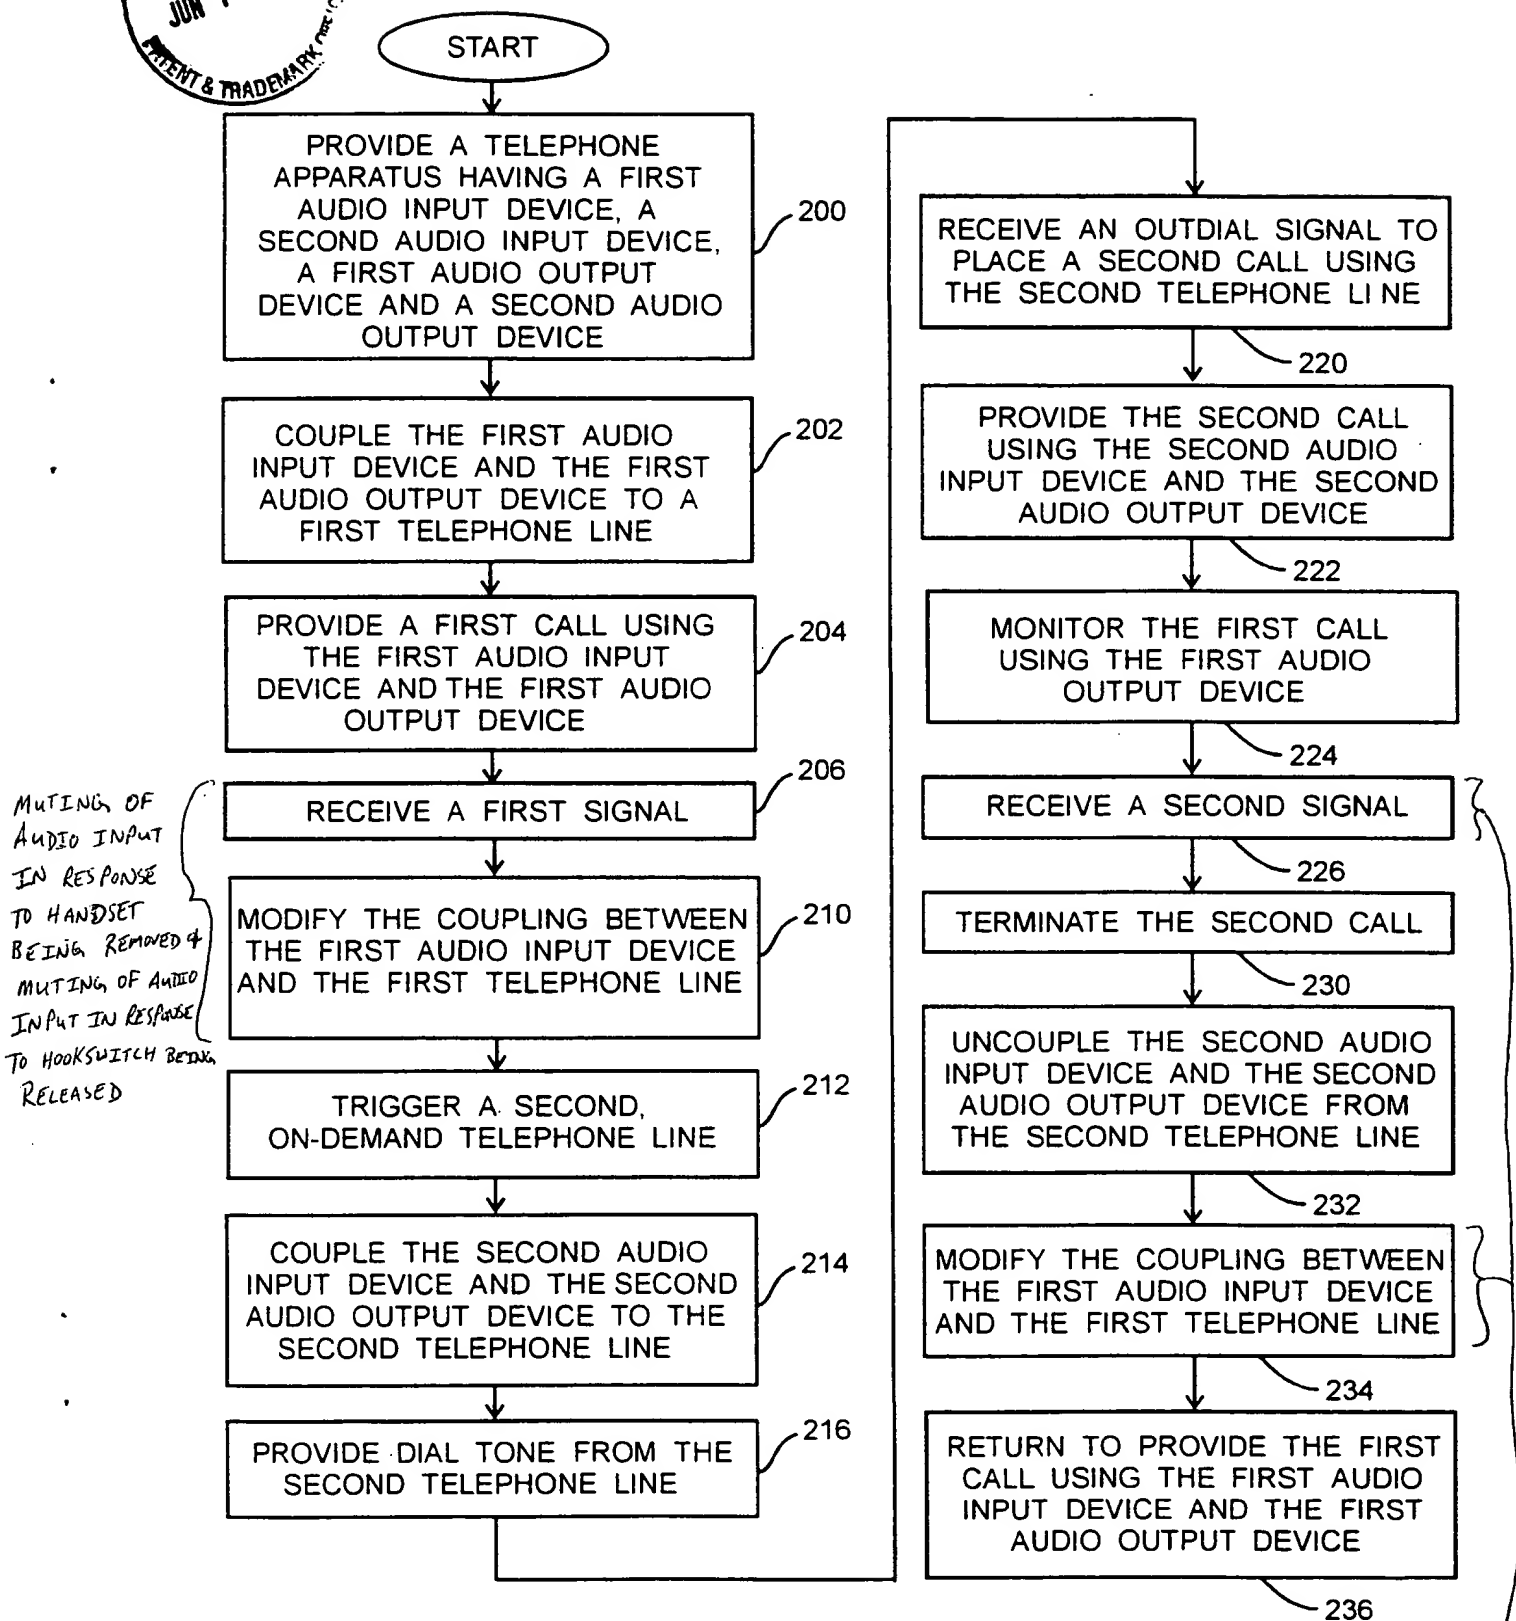 JUN
PATENT & TRADEMARK
START
PROVIDE A TELEPHONE
APPARATUS HAVING A FIRST
AUDIO INPUT DEVICE, A
SECOND AUDIO INPUT DEVICE,
A FIRST AUDIO OUTPUT
DEVICE AND A SECOND AUDIO
OUTPUT DEVICE
200
COUPLE THE FIRST AUDIO
INPUT DEVICE AND THE FIRST
AUDIO OUTPUT DEVICE TO A
FIRST TELEPHONE LINE
202
PROVIDE A FIRST CALL USING
THE FIRST AUDIO INPUT
DEVICE AND THE FIRST AUDIO
OUTPUT DEVICE
204
RECEIVE A FIRST SIGNAL
206
MUTING OF
AUDIO INPUT
IN RESPONSE
TO HANDSET
BEING REMOVED &
MUTING OF AUDIO
INPUT IN RESPONSE
TO HOOKSWITCH BEING
RELEASED
MODIFY THE COUPLING BETWEEN
THE FIRST AUDIO INPUT DEVICE
AND THE FIRST TELEPHONE LINE
210
TRIGGER A SECOND,
ON-DEMAND TELEPHONE LINE
212
COUPLE THE SECOND AUDIO
INPUT DEVICE AND THE SECOND
AUDIO OUTPUT DEVICE TO THE
SECOND TELEPHONE LINE
214
PROVIDE DIAL TONE FROM THE
SECOND TELEPHONE LINE
216
RECEIVE AN OUTDIAL SIGNAL TO
PLACE A SECOND CALL USING
THE SECOND TELEPHONE LINE
220
PROVIDE THE SECOND CALL
USING THE SECOND AUDIO
INPUT DEVICE AND THE SECOND
AUDIO OUTPUT DEVICE
222
MONITOR THE FIRST CALL
USING THE FIRST AUDIO
OUTPUT DEVICE
224
RECEIVE A SECOND SIGNAL
226
TERMINATE THE SECOND CALL
230
UNCOUPLE THE SECOND AUDIO
INPUT DEVICE AND THE SECOND
AUDIO OUTPUT DEVICE FROM
THE SECOND TELEPHONE LINE
232
MODIFY THE COUPLING BETWEEN
THE FIRST AUDIO INPUT DEVICE
AND THE FIRST TELEPHONE LINE
234
RETURN TO PROVIDE THE FIRST
CALL USING THE FIRST AUDIO
INPUT DEVICE AND THE FIRST
AUDIO OUTPUT DEVICE
236